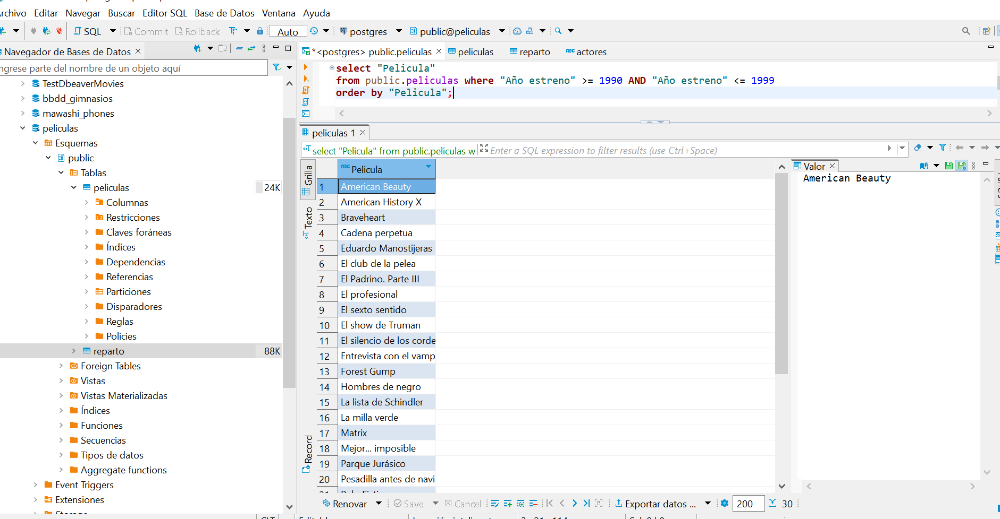 Archivo Editar Navegar Buscar Editor SQL Base de Datos Ventana Ayuda
SQL Commit Rollback Auto postgres public@peliculas
Navegador de Bases de Datos
*<postgres> public.peliculas peliculas reparto actores
ngrese parte del nombre de un objeto aquí
TestDbeaverMovies
bbdd_gimnasios
mawashi_phones
peliculas
Esquemas
public
Tablas
peliculas 24K
Columnas
Restricciones
Claves foráneas
Índices
Dependencias
Referencias
Particiones
Disparadores
Reglas
Policies
reparto 88K
Foreign Tables
Vistas
Vistas Materializadas
Índices
Funciones
Secuencias
Tipos de datos
Aggregate functions
Event Triggers
Extensiones
select "Pelicula"
from public.peliculas where "Año estreno" >= 1990 AND "Año estreno" <= 1999
order by "Pelicula";
peliculas 1
select "Pelicula" from public.peliculas w Enter a SQL expression to filter results (use Ctrl+Space)
Grilla
Texto
Record
ABC Pelicula
1 American Beauty
2 American History X
3 Braveheart
4 Cadena perpetua
5 Eduardo Manostijeras
6 El club de la pelea
7 El Padrino. Parte III
8 El profesional
9 El sexto sentido
10 El show de Truman
11 El silencio de los corde
12 Entrevista con el vamp
13 Forest Gump
14 Hombres de negro
15 La lista de Schindler
16 La milla verde
17 Matrix
18 Mejor... imposible
19 Parque Jurásico
20 Pesadilla antes de navi
Valor
American Beauty
Renovar Save Cancel Exportar datos ... 200 30